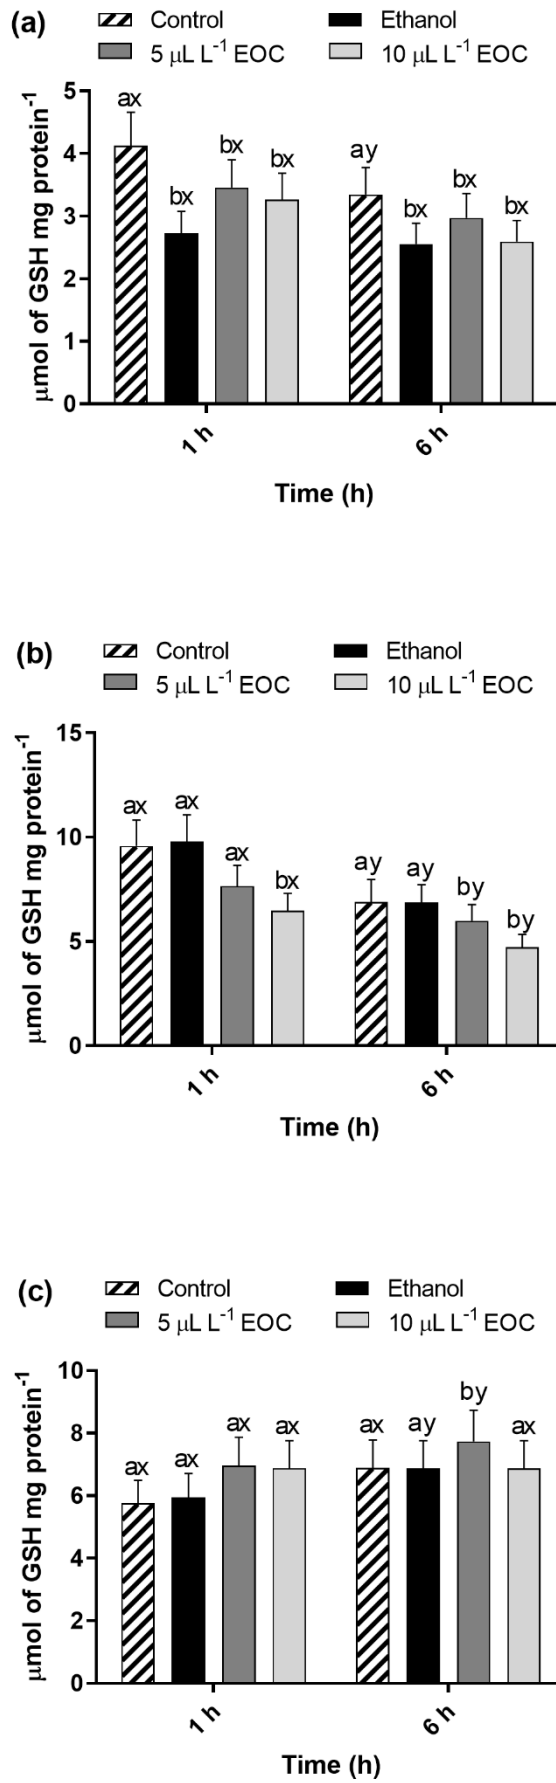 (a)
Control Ethanol
5 μL L⁻¹ EOC 10 μL L⁻¹ EOC
μmol of GSH mg protein⁻¹
5
4
3
2
1
0
ax bx bx bx ay bx bx bx
1 h 6 h
Time (h)
(b)
Control Ethanol
5 μL L⁻¹ EOC 10 μL L⁻¹ EOC
μmol of GSH mg protein⁻¹
15
10
5
0
ax ax ax bx ay ay by by
1 h 6 h
Time (h)
(c)
Control Ethanol
5 μL L⁻¹ EOC 10 μL L⁻¹ EOC
μmol of GSH mg protein⁻¹
10
8
6
4
2
0
ax ax ax ax ax ay by ax
1 h 6 h
Time (h)